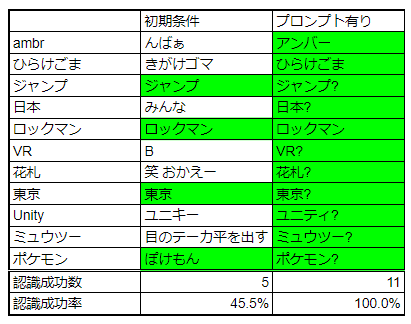 初期条件 プロンプト有り
ambr んばぁ アンバー
ひらけごま きがけゴマ ひらけごま
ジャンプ ジャンプ ジャンプ?
日本 みんな 日本?
ロックマン ロックマン ロックマン
VR B VR?
花札 笑 おかえー 花札?
東京 東京 東京?
Unity ユニキー ユニティ?
ミュウツー 目のテーカ平を出す ミュウツー?
ポケモン ぽけもん ポケモン?
認識成功数 5 11
認識成功率 45.5% 100.0%